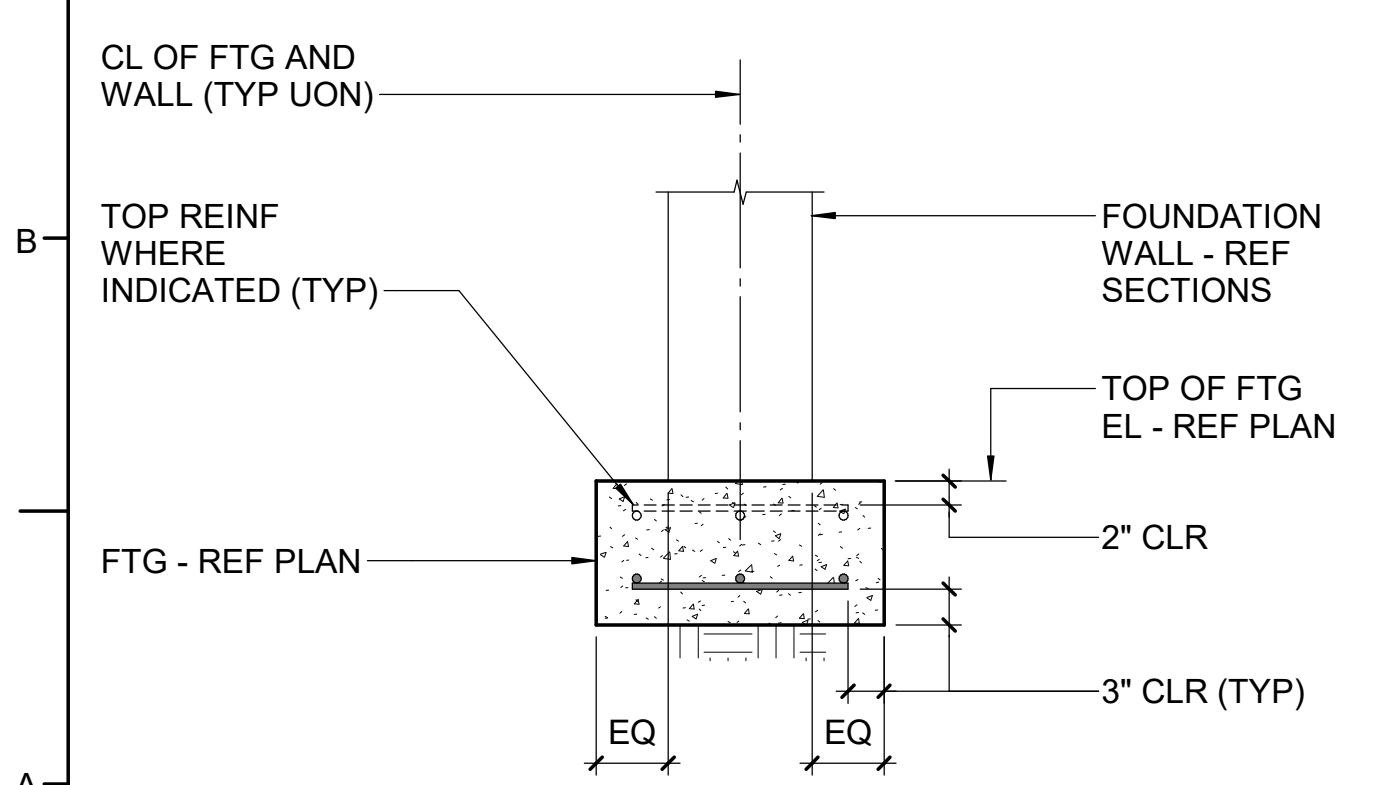 CL OF FTG AND
WALL (TYP UON)
TOP REINF
WHERE
INDICATED (TYP)
B
FOUNDATION
WALL - REF
SECTIONS
TOP OF FTG
EL - REF PLAN
FTG - REF PLAN
2" CLR
3" CLR (TYP)
EQ
EQ
A